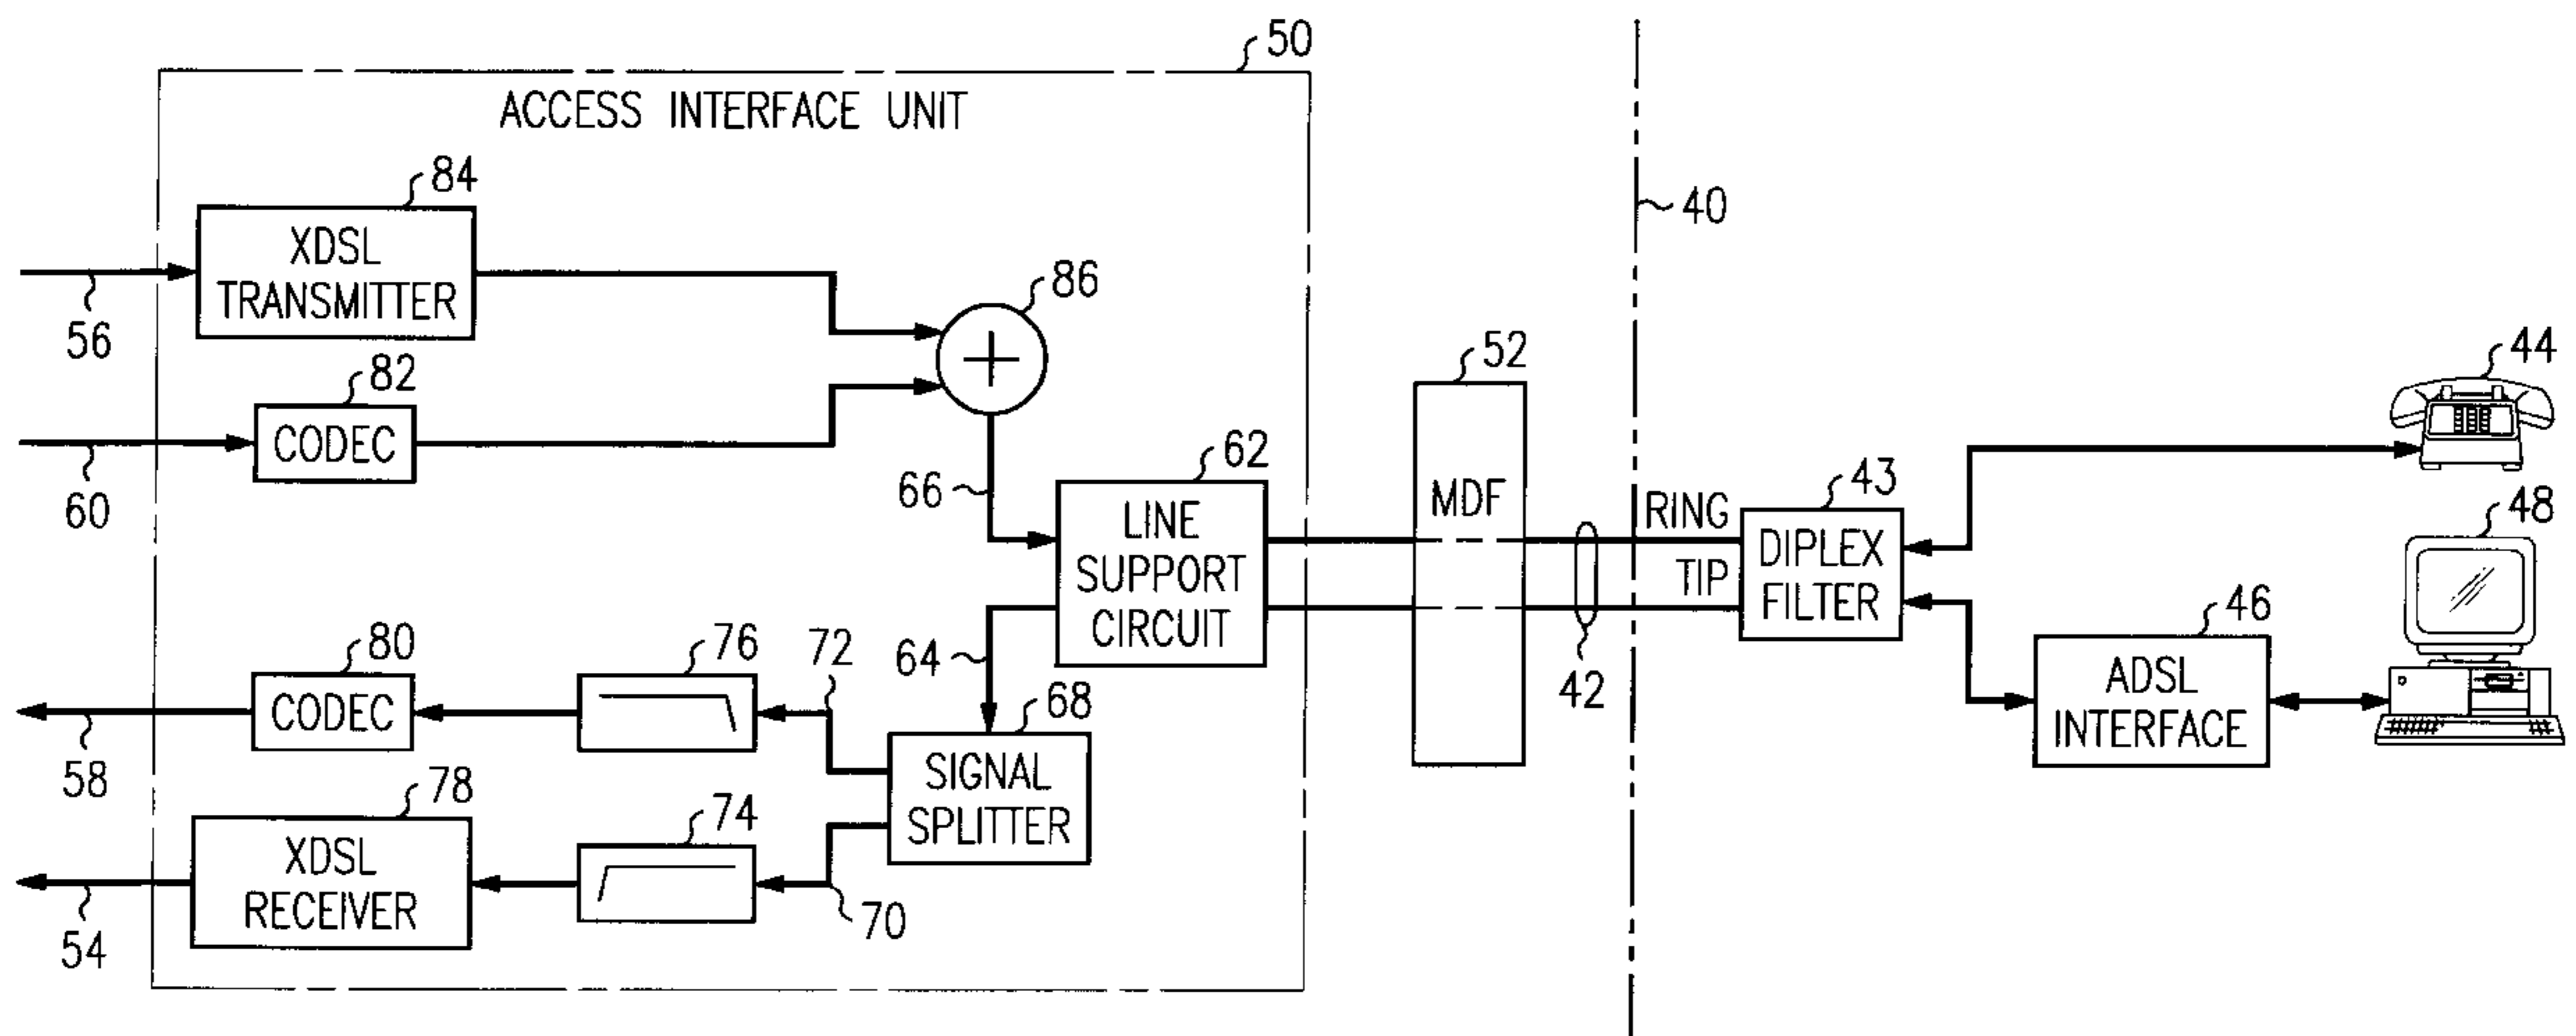 50
ACCESS INTERFACE UNIT
84
XDSL
TRANSMITTER
56
82
CODEC
60
86
66
62
LINE
SUPPORT
CIRCUIT
64
68
SIGNAL
SPLITTER
80
CODEC
58
76
72
78
XDSL
RECEIVER
54
74
70
52
MDF
42
40
RING
TIP
43
DIPLEX
FILTER
44
48
46
ADSL
INTERFACE